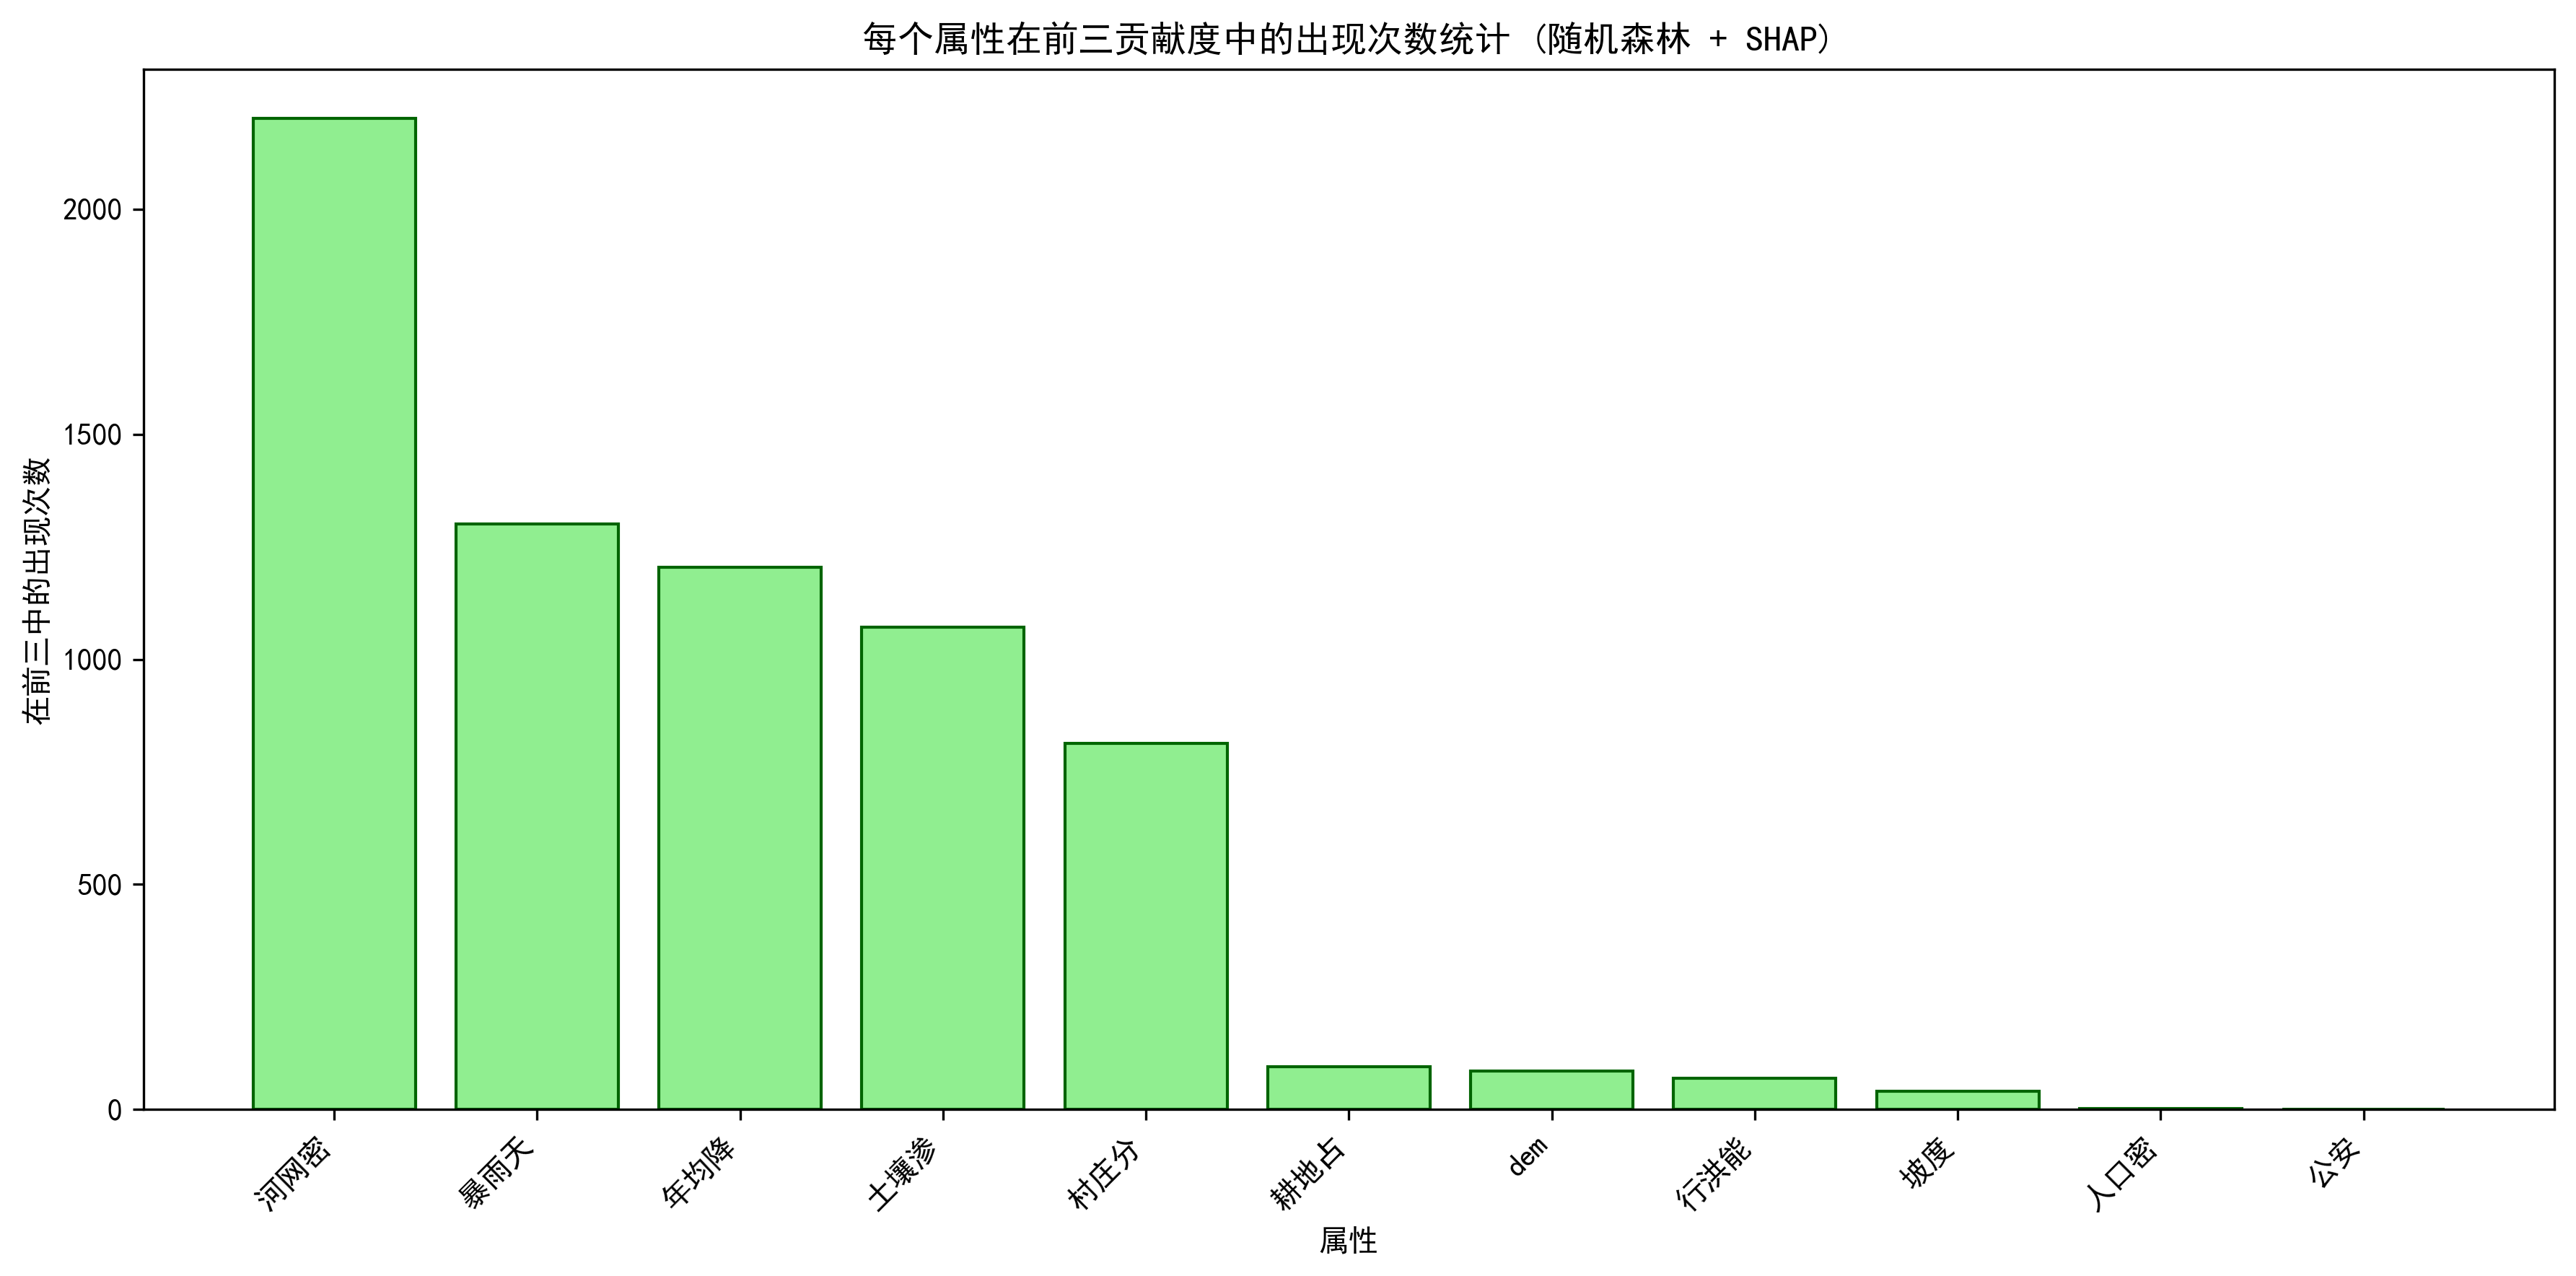 每个属性在前三贡献度中的出现次数统计 (随机森林 + SHAP)
在前三中的出现次数
2000
1500
1000
500
0
河网密
暴雨天
年均降
土壤渗
村庄分
耕地占
dem
行洪能
坡度
人口密
公安
属性